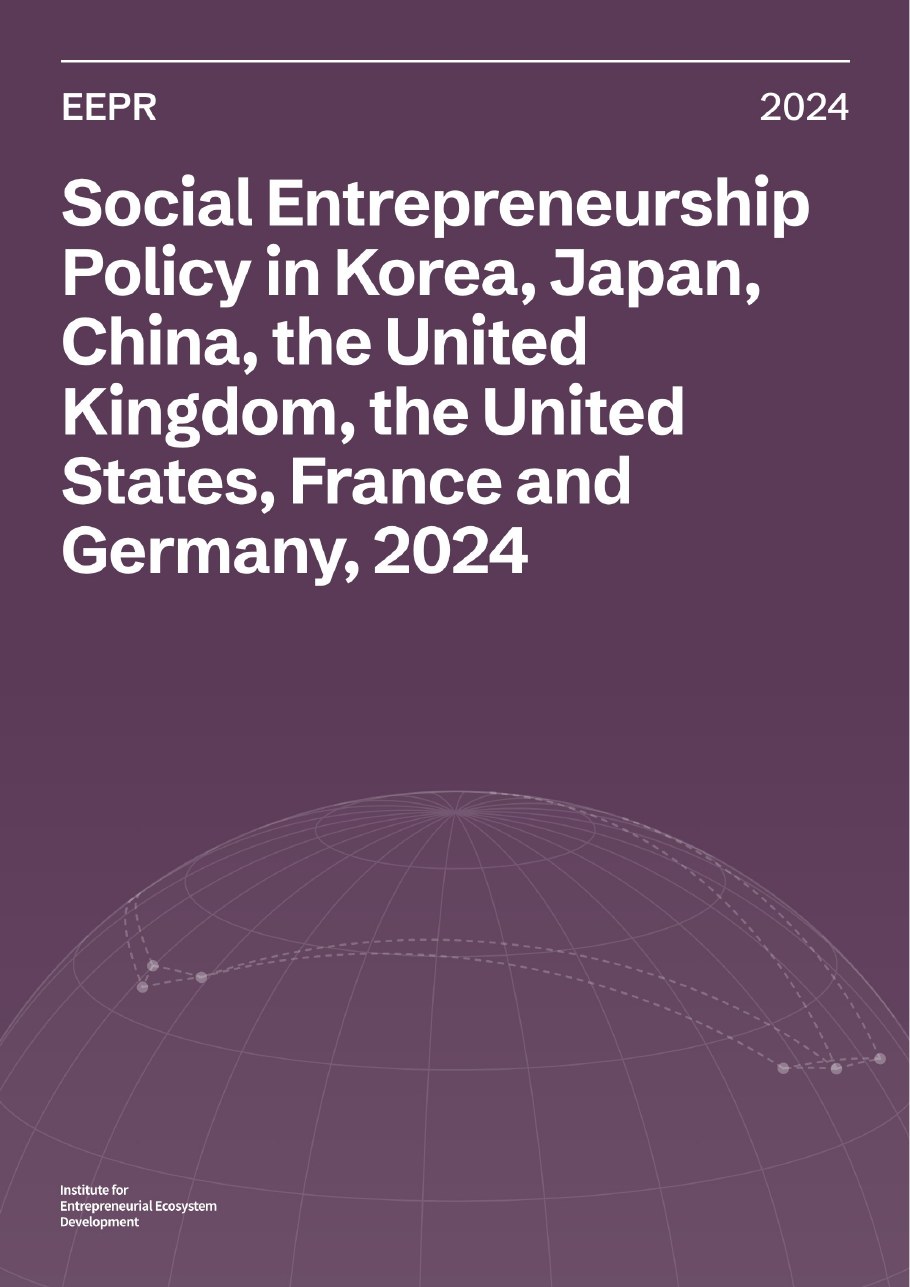 EEPR
2024
Social Entrepreneurship
Policy in Korea, Japan,
China, the United
Kingdom, the United
States, France and
Germany, 2024
Institute for
Entrepreneurial Ecosystem
Development